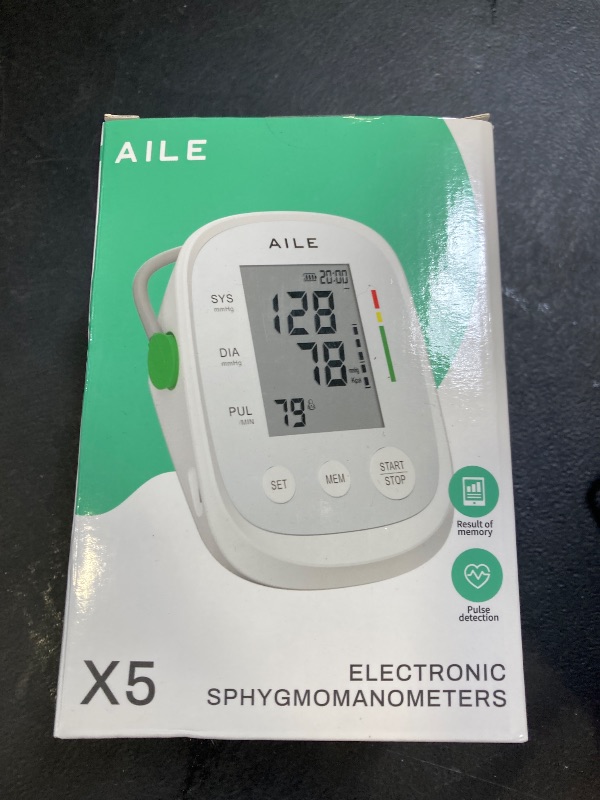 AILE
AILE
20:00
SYS
mmHg
128
DIA
mmHg
78
mmHg
Kpa
PUL
/MIN
79
SET
MEM
START
STOP
Result of
memory
Pulse
detection
X5
ELECTRONIC
SPHYGMOMANOMETERS